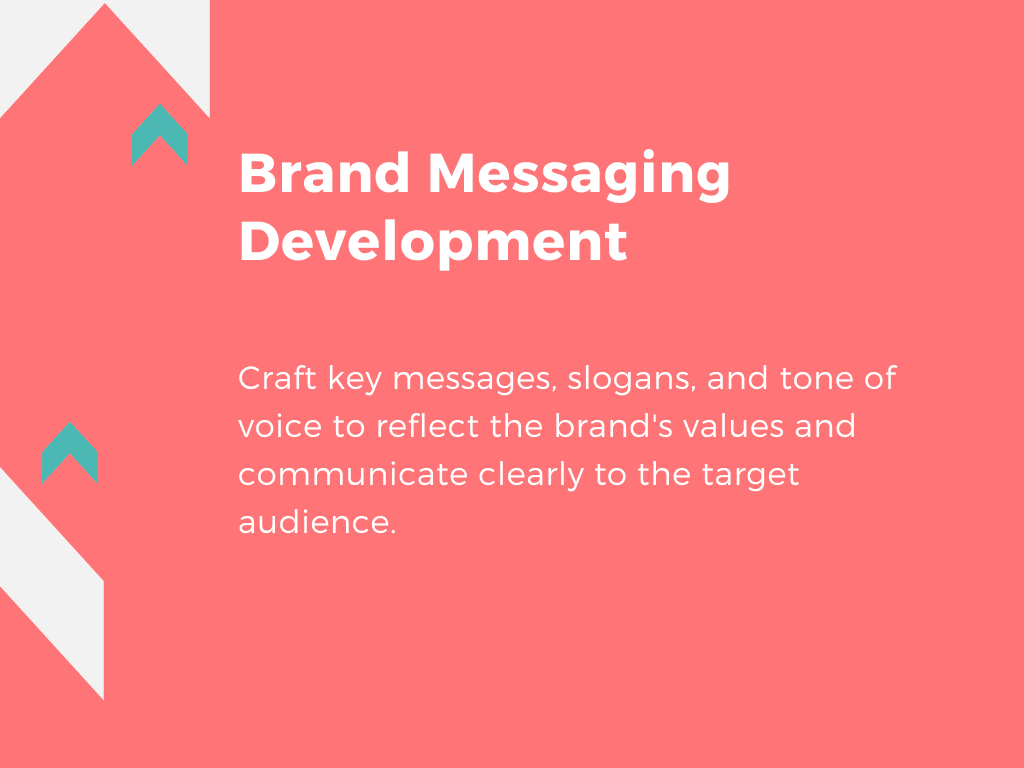 Brand Messaging
Development
Craft key messages, slogans, and tone of
voice to reflect the brand's values and
communicate clearly to the target
audience.